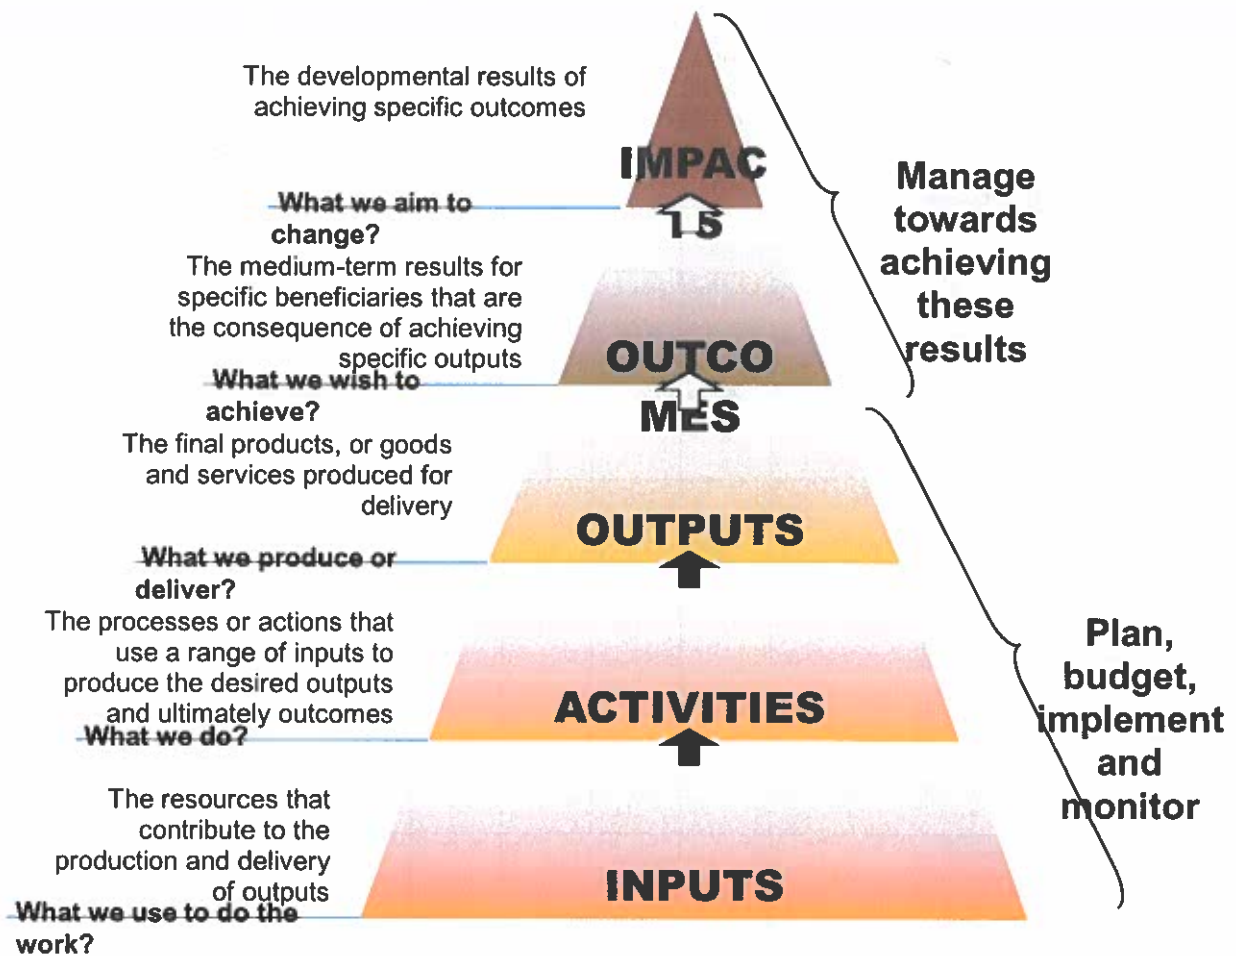 The developmental results of
achieving specific outcomes
IMPAC
TS
What we aim to
change?
Manage
towards
achieving
these
results
The medium-term results for
specific beneficiaries that are
the consequence of achieving
specific outputs
OUTCO
MES
What we wish to
achieve?
The final products, or goods
and services produced for
delivery
OUTPUTS
What we produce or
deliver?
The processes or actions that
use a range of inputs to
produce the desired outputs
and ultimately outcomes
ACTIVITIES
What we do?
Plan,
budget,
implement
and
monitor
The resources that
contribute to the
production and delivery
of outputs
INPUTS
What we use to do the
work?